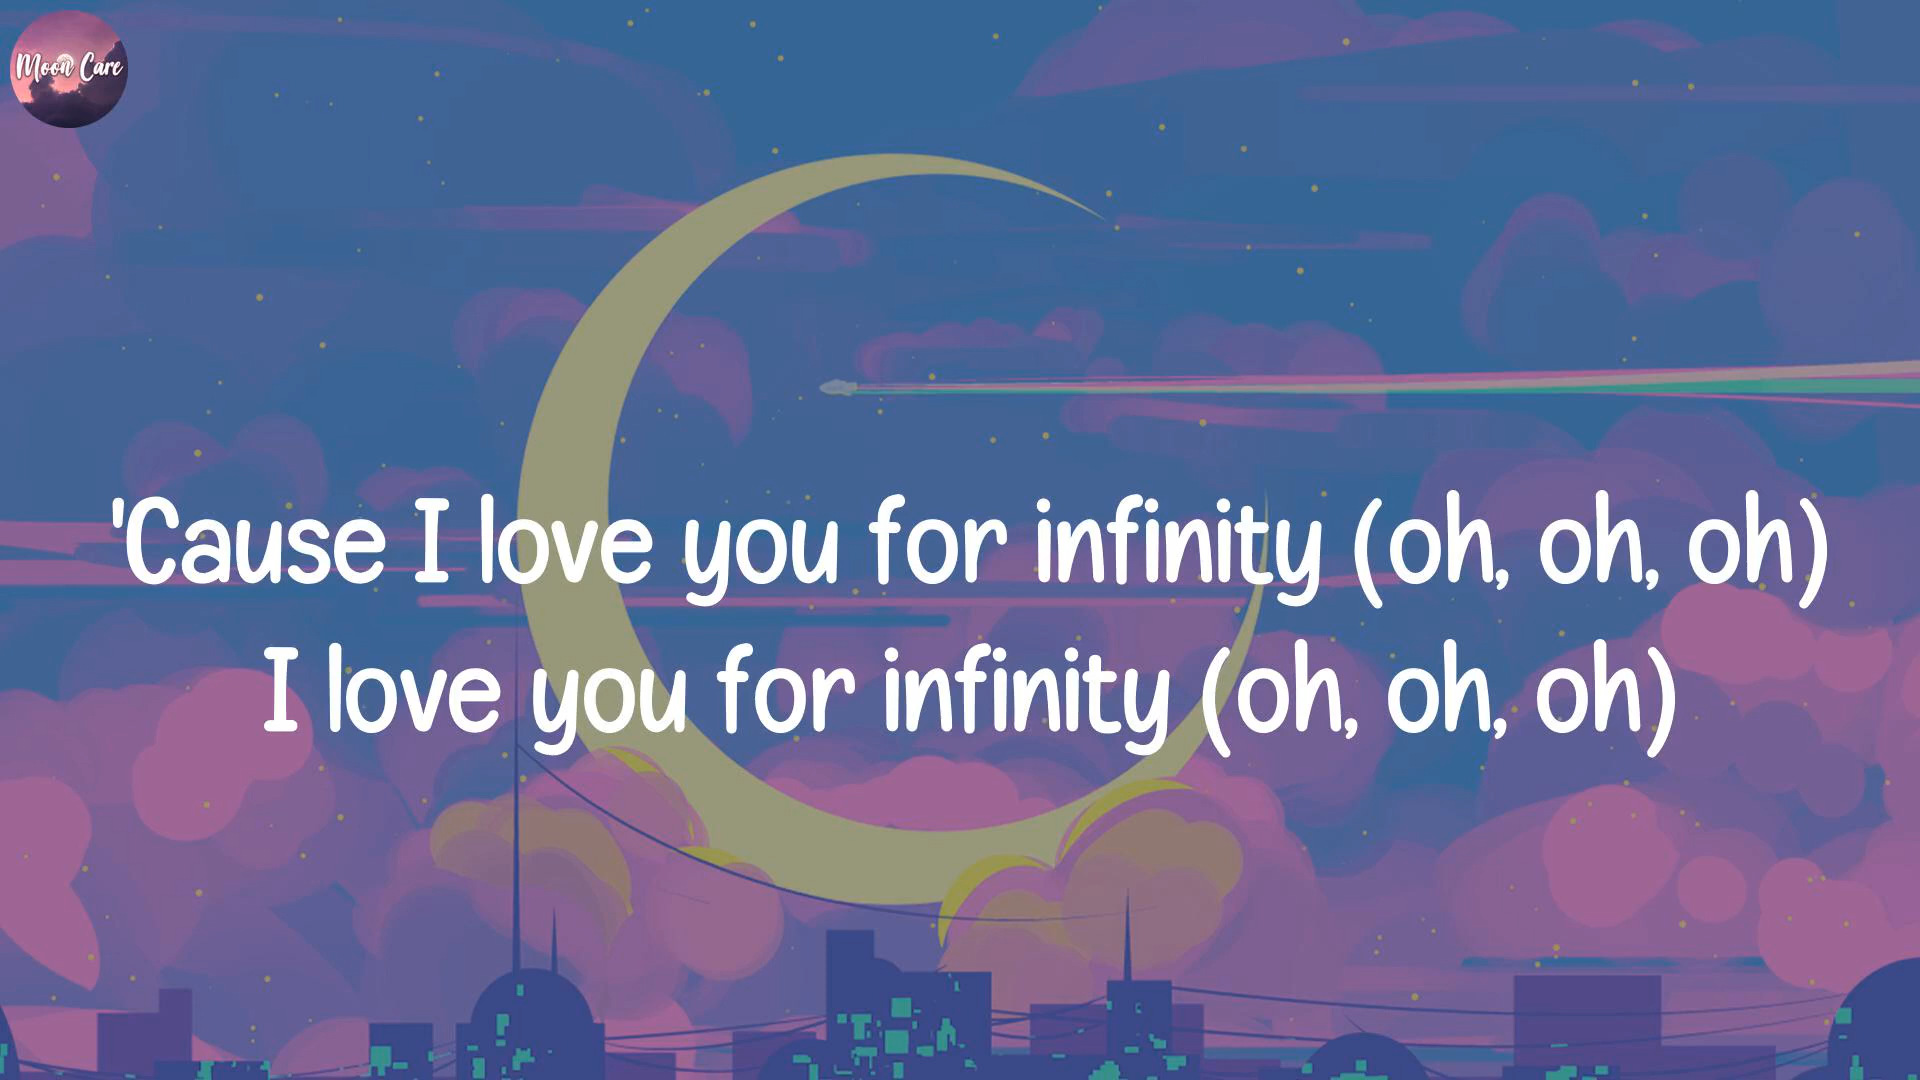 Moon Care
'Cause I love you for infinity (oh, oh, oh)
I love you for infinity (oh, oh, oh)